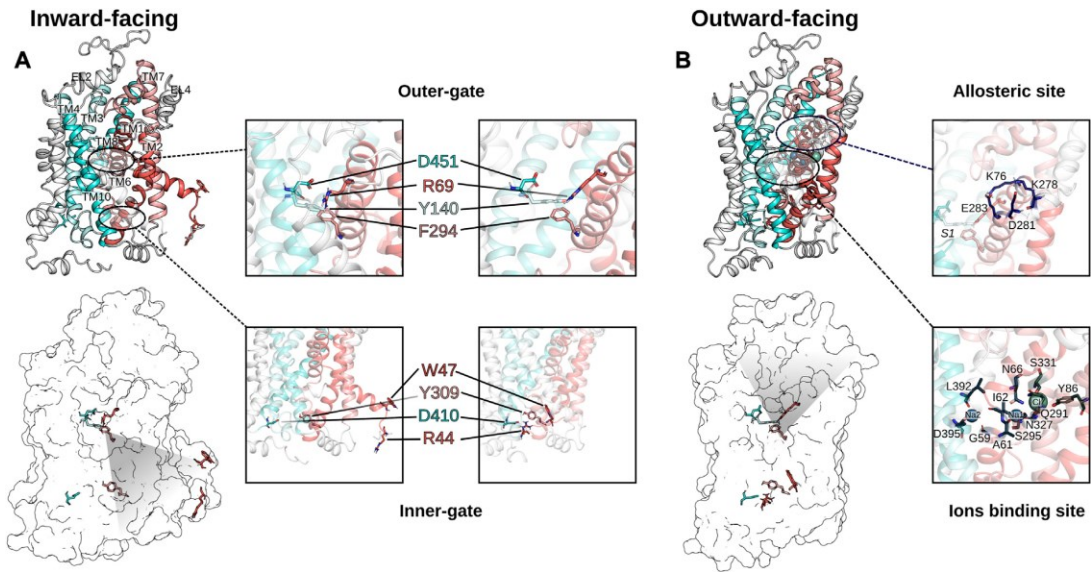 Inward-facing
Outward-facing
A
EL2
TM7
EL4
TM4
TM3
TM1
TM8
TM2
TM6
TM10
Outer-gate
D451
R69
Y140
F294
W47
Y309
D410
R44
Inner-gate
B
Allosteric site
K76
K278
E283
D281
S1
S331
N66
L392
I62
Cl
Y86
Na2
Na1
Q291
N327
D395
G59
S295
A61
Ions binding site